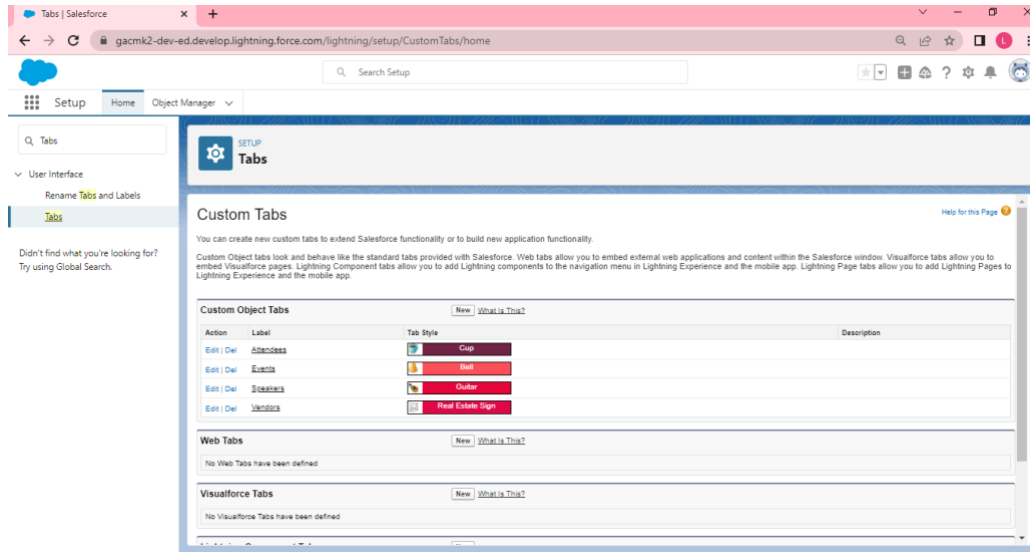 Tabs | Salesforce
gacmk2-dev-ed.develop.lightning.force.com/lightning/setup/CustomTabs/home
L
Search Setup
Setup Home Object Manager
Tabs
User Interface
Rename Tabs and Labels
Tabs
Didn't find what you're looking for?
Try using Global Search.
SETUP
Tabs
Custom Tabs
Help for this Page
You can create new custom tabs to extend Salesforce functionality or to build new application functionality.
Custom Object tabs look and behave like the standard tabs provided with Salesforce. Web tabs allow you to embed external web applications and content within the Salesforce window. Visualforce tabs allow you to
embed Visualforce pages. Lightning Component tabs allow you to add Lightning components to the navigation menu in Lightning Experience and the mobile app. Lightning Page tabs allow you to add Lightning Pages to
Lightning Experience and the mobile app.
Custom Object Tabs New What Is This?
Action Label Tab Style Description
Edit | Del Attendees Cup
Edit | Del Events Bell
Edit | Del Speakers Guitar
Edit | Del Vendors Real Estate Sign
Web Tabs New What Is This?
No Web Tabs have been defined
Visualforce Tabs New What Is This?
No Visualforce Tabs have been defined